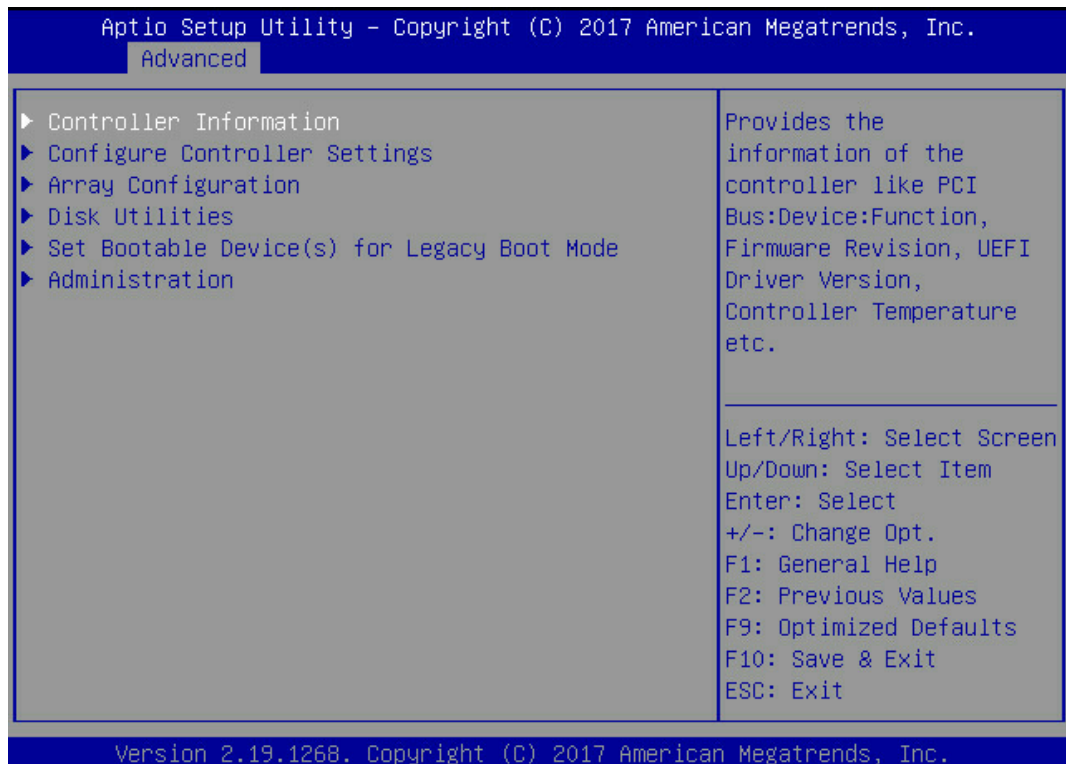 Aptio Setup Utility – Copyright (C) 2017 American Megatrends, Inc.
Advanced
Controller Information
Configure Controller Settings
Array Configuration
Disk Utilities
Set Bootable Device(s) for Legacy Boot Mode
Administration
Provides the
information of the
controller like PCI
Bus:Device:Function,
Firmware Revision, UEFI
Driver Version,
Controller Temperature
etc.
Left/Right: Select Screen
Up/Down: Select Item
Enter: Select
+/-: Change Opt.
F1: General Help
F2: Previous Values
F9: Optimized Defaults
F10: Save & Exit
ESC: Exit
Version 2.19.1268. Copyright (C) 2017 American Megatrends, Inc.